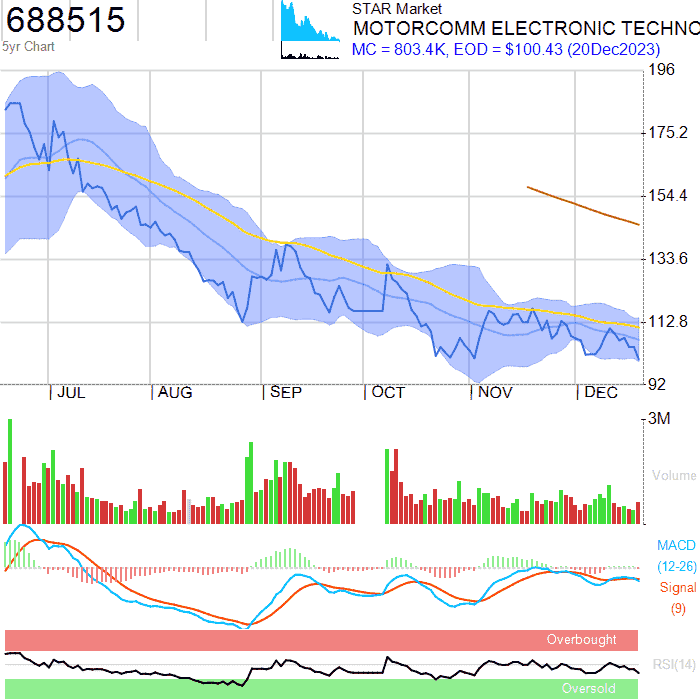 688515
5yr Chart
STAR Market
MOTORCOMM ELECTRONIC TECHNO
MC = 803.4K, EOD = $100.43 (20Dec2023)
196
175.2
154.4
133.6
112.8
92
JUL
AUG
SEP
OCT
NOV
DEC
3M
Volume
MACD
(12-26)
Signal
(9)
Overbought
RSI(14)
Oversold